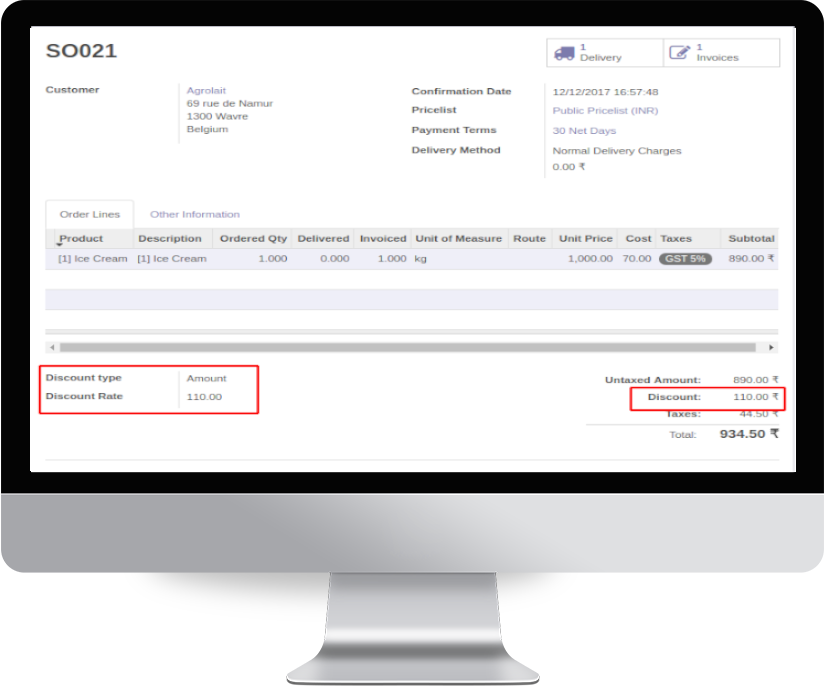 SO021
1
Delivery
1
Invoices
Customer
Agrolait
69 rue de Namur
1300 Wavre
Belgium
Confirmation Date 12/12/2017 16:57:48
Pricelist Public Pricelist (INR)
Payment Terms 30 Net Days
Delivery Method Normal Delivery Charges
0.00 ₹
Order Lines Other Information
Product Description Ordered Qty Delivered Invoiced Unit of Measure Route Unit Price Cost Taxes Subtotal
[1] Ice Cream [1] Ice Cream 1.000 0.000 1.000 kg 1,000.00 70.00 GST 5% 890.00 ₹
Discount type Amount
Discount Rate 110.00
Untaxed Amount: 890.00 ₹
Discount: 110.00 ₹
Taxes: 44.50 ₹
Total: 934.50 ₹